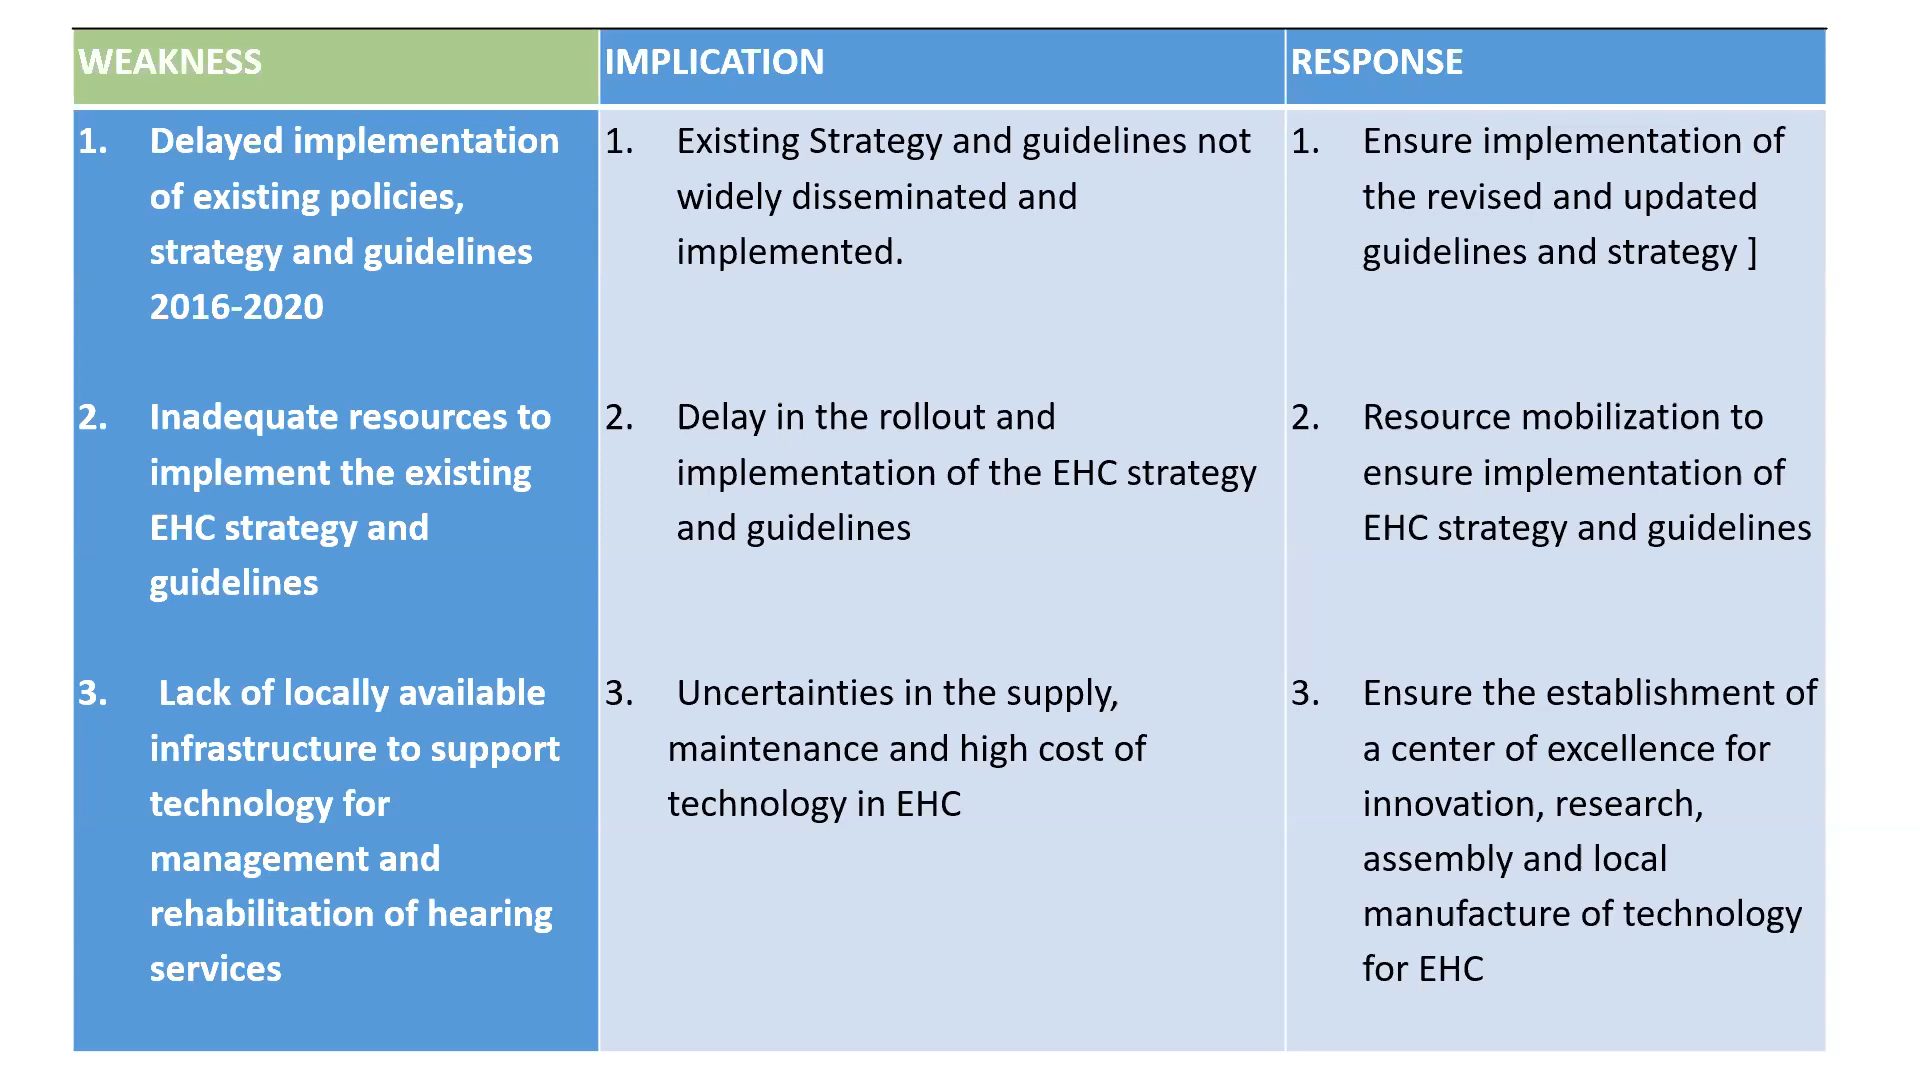 WEAKNESS
IMPLICATION
RESPONSE
1. Delayed implementation
of existing policies,
strategy and guidelines
2016-2020
2. Inadequate resources to
implement the existing
EHC strategy and
guidelines
3. Lack of locally available
infrastructure to support
technology for
management and
rehabilitation of hearing
services
1. Existing Strategy and guidelines not
widely disseminated and
implemented.
2. Delay in the rollout and
implementation of the EHC strategy
and guidelines
3. Uncertainties in the supply,
maintenance and high cost of
technology in EHC
1. Ensure implementation of
the revised and updated
guidelines and strategy ]
2. Resource mobilization to
ensure implementation of
EHC strategy and guidelines
3. Ensure the establishment of
a center of excellence for
innovation, research,
assembly and local
manufacture of technology
for EHC